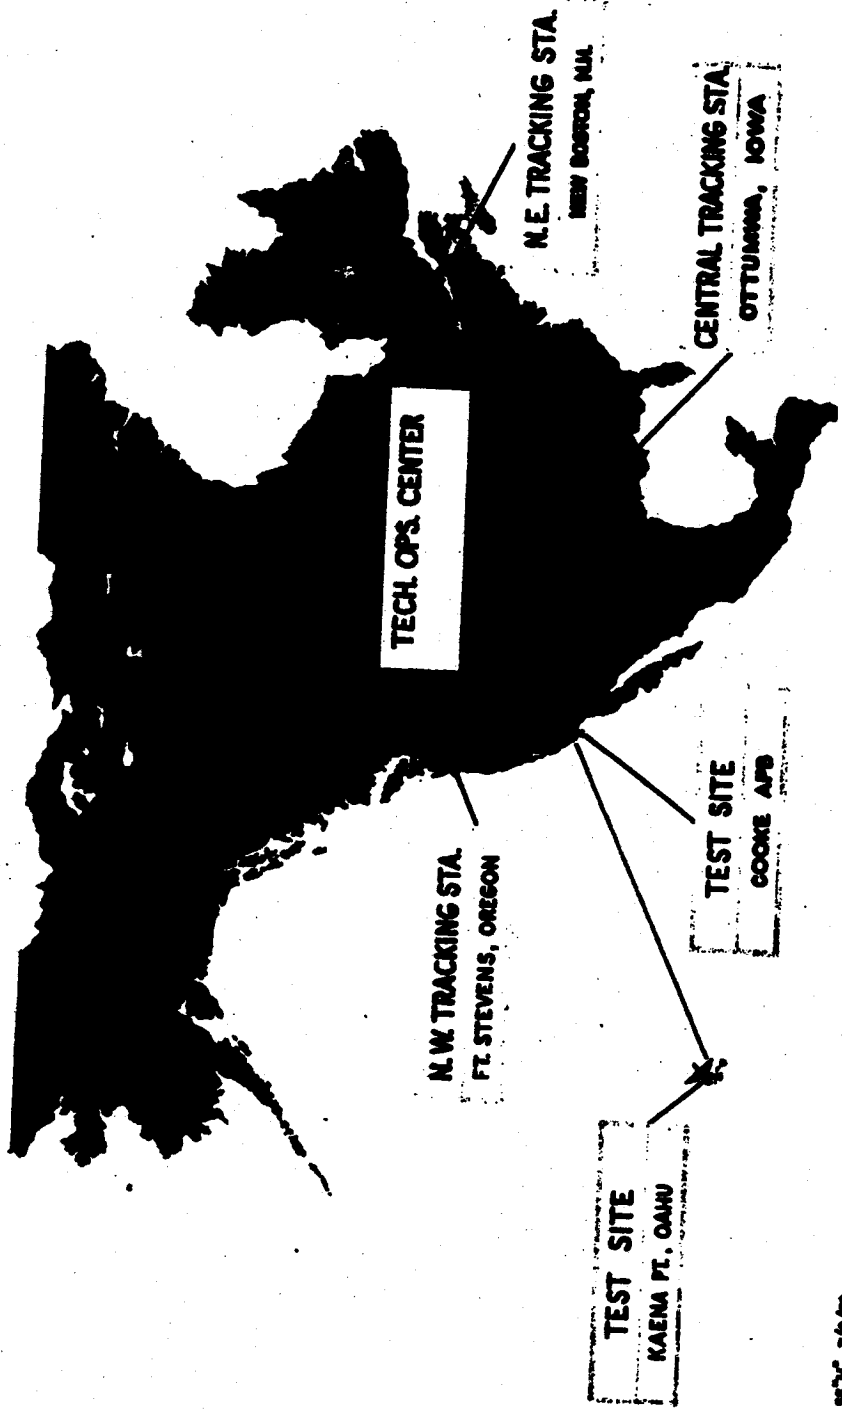 N.E. TRACKING STA.
NEW BOSTON, N.H.
TECH. OPS. CENTER
CENTRAL TRACKING STA.
OTTUMWA, IOWA
N.W. TRACKING STA.
FT. STEVENS, OREGON
TEST SITE
COOKE AFB
TEST SITE
KAENA PT., OAHU